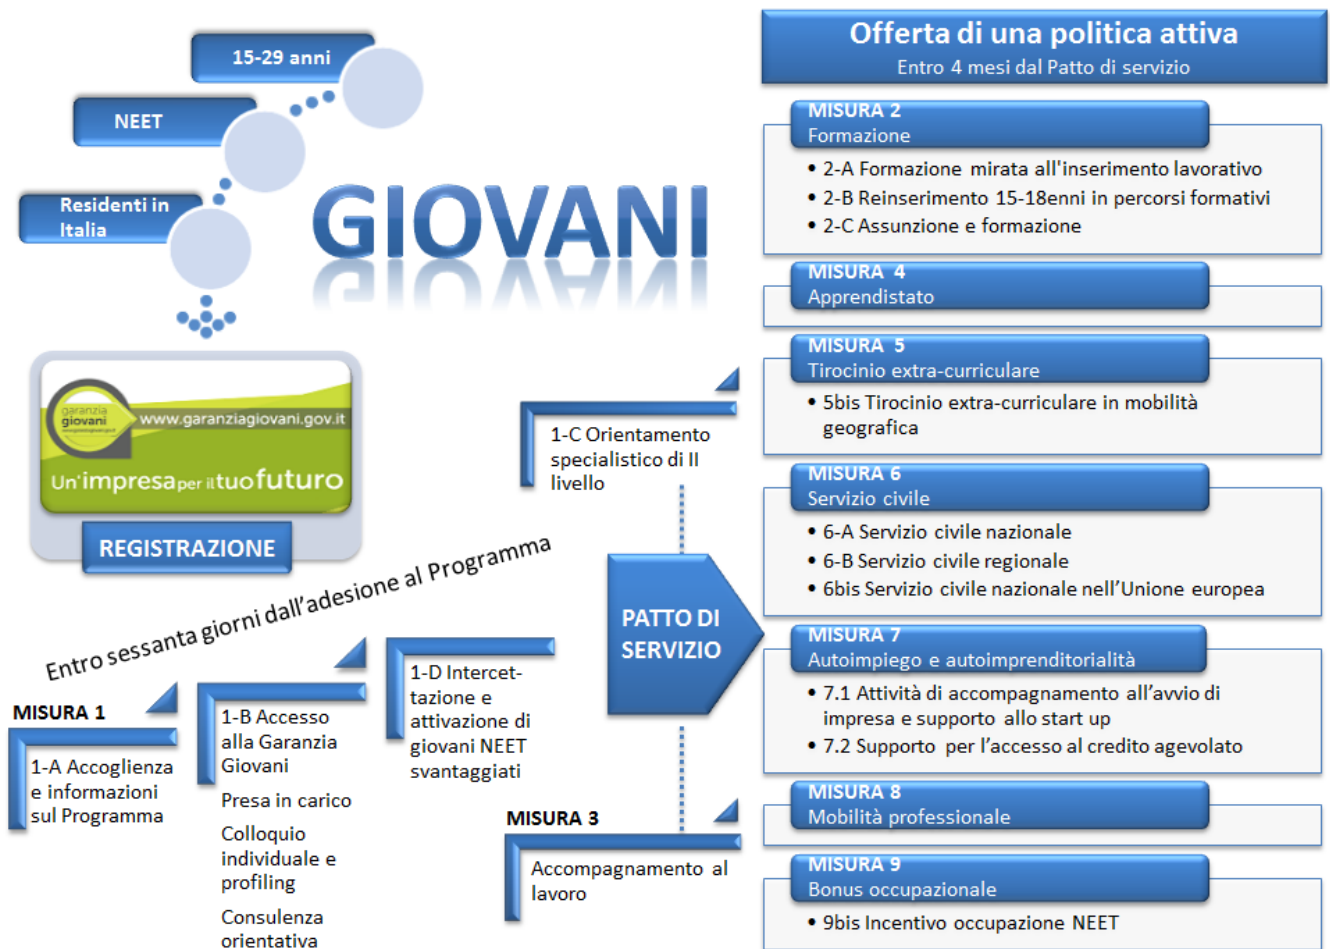 15-29 anni
NEET
Residenti in
Italia
GIOVANI
garanzia
giovani
www.garanziagiovani.gov.it
Un'impresa per il tuo futuro
REGISTRAZIONE
Entro sessanta giorni dall'adesione al Programma
MISURA 1
1-A Accoglienza
e informazioni
sul Programma
1-B Accesso
alla Garanzia
Giovani
Presa in carico
Colloquio
individuale e
profiling
Consulenza
orientativa
1-D Intercet-
tazione e
attivazione di
giovani NEET
svantaggiati
1-C Orientamento
specialistico di II
livello
PATTO DI
SERVIZIO
MISURA 3
Accompagnamento al
lavoro
Offerta di una politica attiva
Entro 4 mesi dal Patto di servizio
MISURA 2
Formazione
• 2-A Formazione mirata all'inserimento lavorativo
• 2-B Reinserimento 15-18enni in percorsi formativi
• 2-C Assunzione e formazione
MISURA 4
Apprendistato
MISURA 5
Tirocinio extra-curriculare
• 5bis Tirocinio extra-curriculare in mobilità
geografica
MISURA 6
Servizio civile
• 6-A Servizio civile nazionale
• 6-B Servizio civile regionale
• 6bis Servizio civile nazionale nell'Unione europea
MISURA 7
Autoimpiego e autoimprenditorialità
• 7.1 Attività di accompagnamento all'avvio di
impresa e supporto allo start up
• 7.2 Supporto per l'accesso al credito agevolato
MISURA 8
Mobilità professionale
MISURA 9
Bonus occupazionale
• 9bis Incentivo occupazione NEET